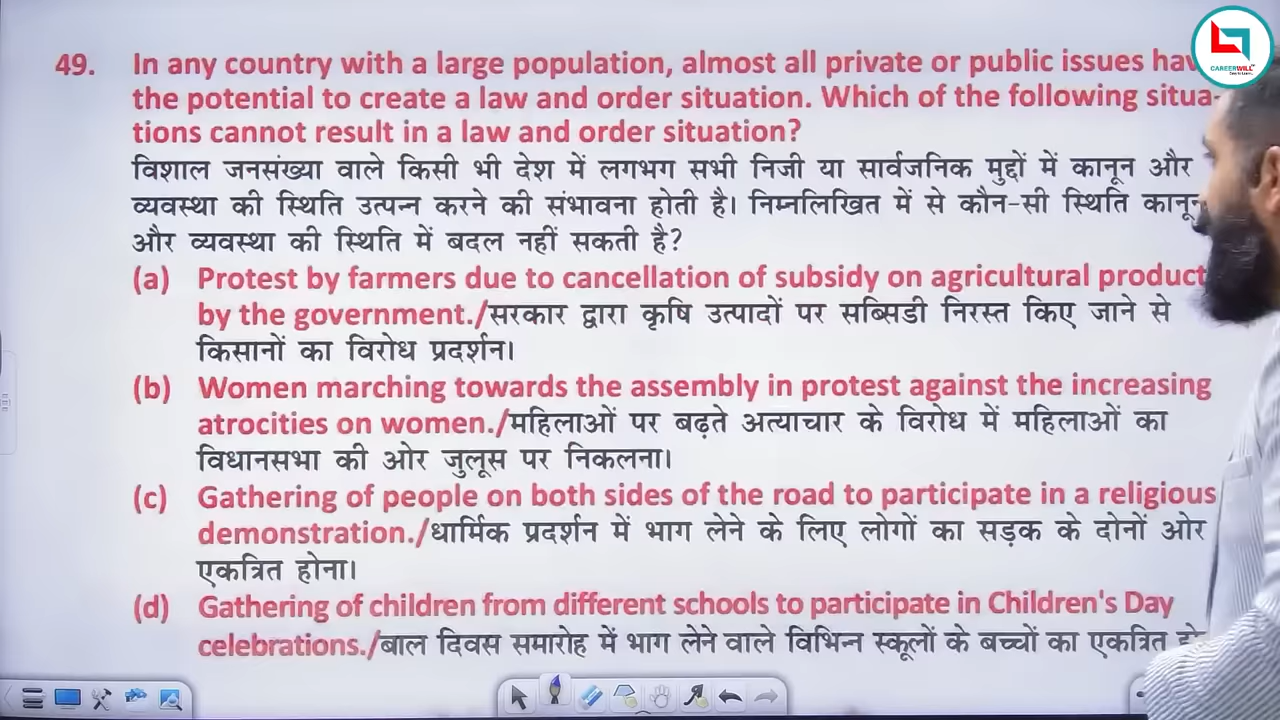 CAREERWILL
49. In any country with a large population, almost all private or public issues hav
the potential to create a law and order situation. Which of the following situa-
tions cannot result in a law and order situation?
विशाल जनसंख्या वाले किसी भी देश में लगभग सभी निजी या सार्वजनिक मुद्दों में कानून और
व्यवस्था की स्थिति उत्पन्न करने की संभावना होती है। निम्नलिखित में से कौन-सी स्थिति कानून
और व्यवस्था की स्थिति में बदल नहीं सकती है?
(a) Protest by farmers due to cancellation of subsidy on agricultural product
by the government./सरकार द्वारा कृषि उत्पादों पर सब्सिडी निरस्त किए जाने से
किसानों का विरोध प्रदर्शन।
(b) Women marching towards the assembly in protest against the increasing
atrocities on women./महिलाओं पर बढ़ते अत्याचार के विरोध में महिलाओं का
विधानसभा की ओर जुलूस पर निकलना।
(c) Gathering of people on both sides of the road to participate in a religious
demonstration./धार्मिक प्रदर्शन में भाग लेने के लिए लोगों का सड़क के दोनों ओर
एकत्रित होना।
(d) Gathering of children from different schools to participate in Children's Day
celebrations./बाल दिवस समारोह में भाग लेने वाले विभिन्न स्कूलों के बच्चों का एकत्रित